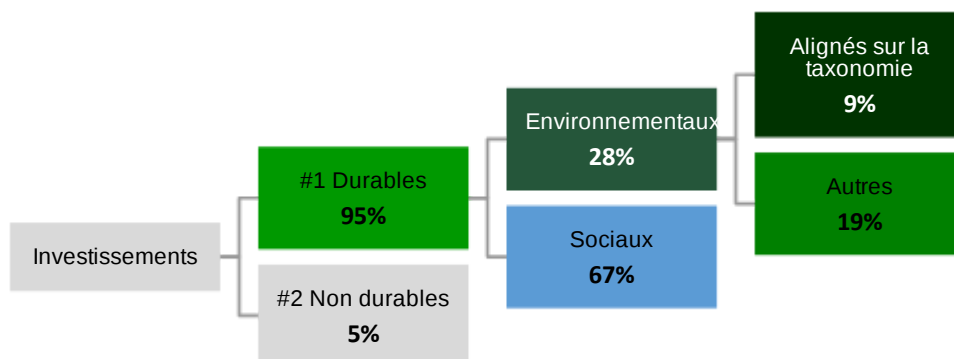 Investissements
#1 Durables
95%
#2 Non durables
5%
Environnementaux
28%
Sociaux
67%
Alignés sur la
taxonomie
9%
Autres
19%